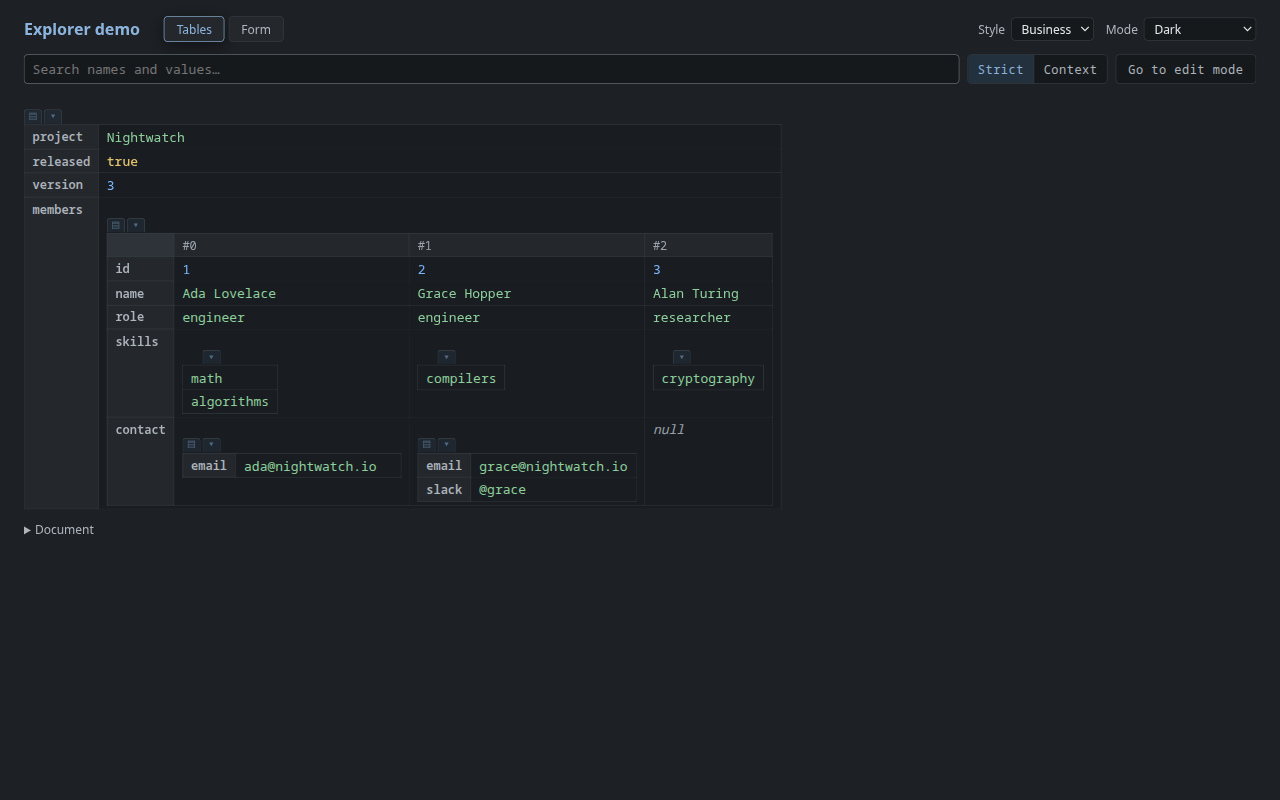 Explorer demo Tables Form Style Business Mode Dark
Search names and values… Strict Context Go to edit mode
project Nightwatch
released true
version 3
members
#0 #1 #2
id 1 2 3
name Ada Lovelace Grace Hopper Alan Turing
role engineer engineer researcher
skills
math compilers cryptography
algorithms
contact null
email ada@nightwatch.io email grace@nightwatch.io
slack @grace
Document